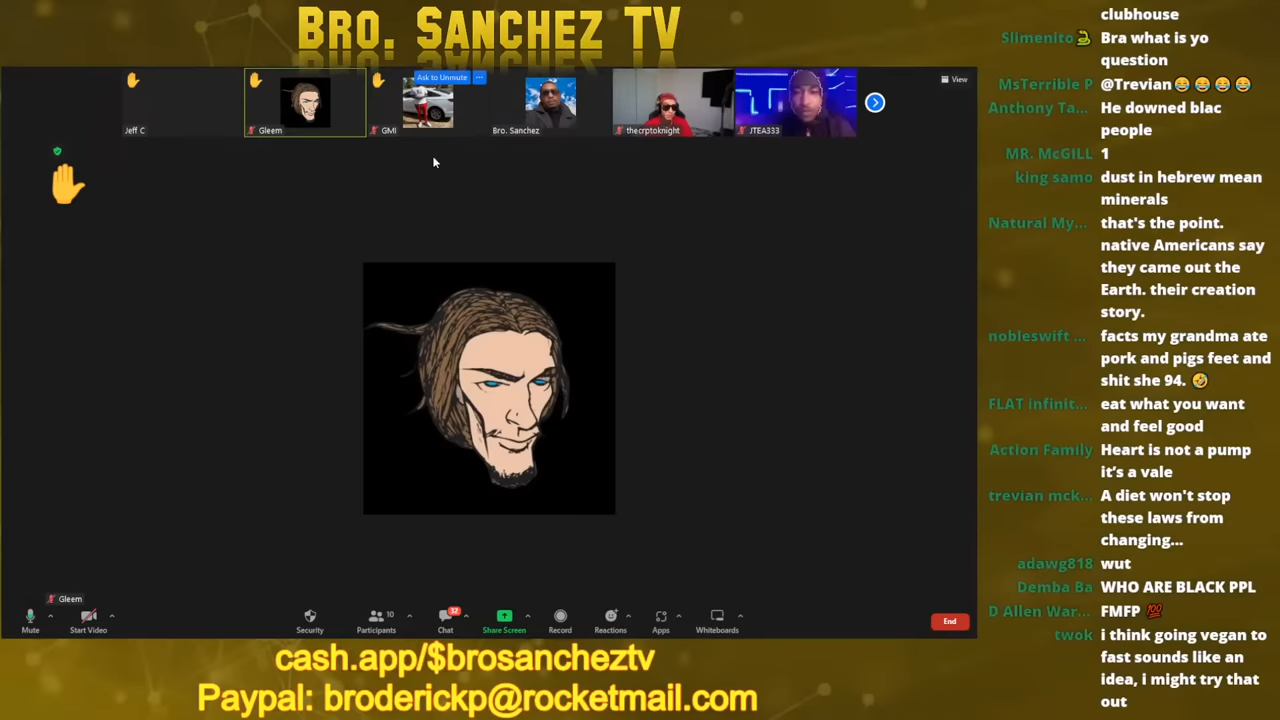 Bro. Sanchez TV
Ask to Unmute
View
Jeff C
Gleem
GMI
Bro. Sanchez
thecrptoknight
JTEA333
Gleem
Mute
Start Video
Security
Participants
10
Chat
32
Share Screen
Record
Reactions
Apps
Whiteboards
End
cash.app/$brosancheztv
Paypal: broderickp@rocketmail.com
clubhouse
Slimenito🐍 Bra what is yo
question
MsTerrible P @Trevian😂😂😂😂
Anthony Ta... He downed blac
people
MR. McGILL 1
king samo dust in hebrew mean
minerals
Natural My... that's the point.
native Americans say
they came out the
Earth. their creation
story.
nobleswift ... facts my grandma ate
pork and pigs feet and
shit she 94. 🤣
FLAT infinit... eat what you want
and feel good
Action Family Heart is not a pump
it’s a vale
trevian mck... A diet won't stop
these laws from
changing...
adawg818 wut
Demba Ba WHO ARE BLACK PPL
D Allen War... FMFP 💯
twok i think going vegan to
fast sounds like an
idea, i might try that
out